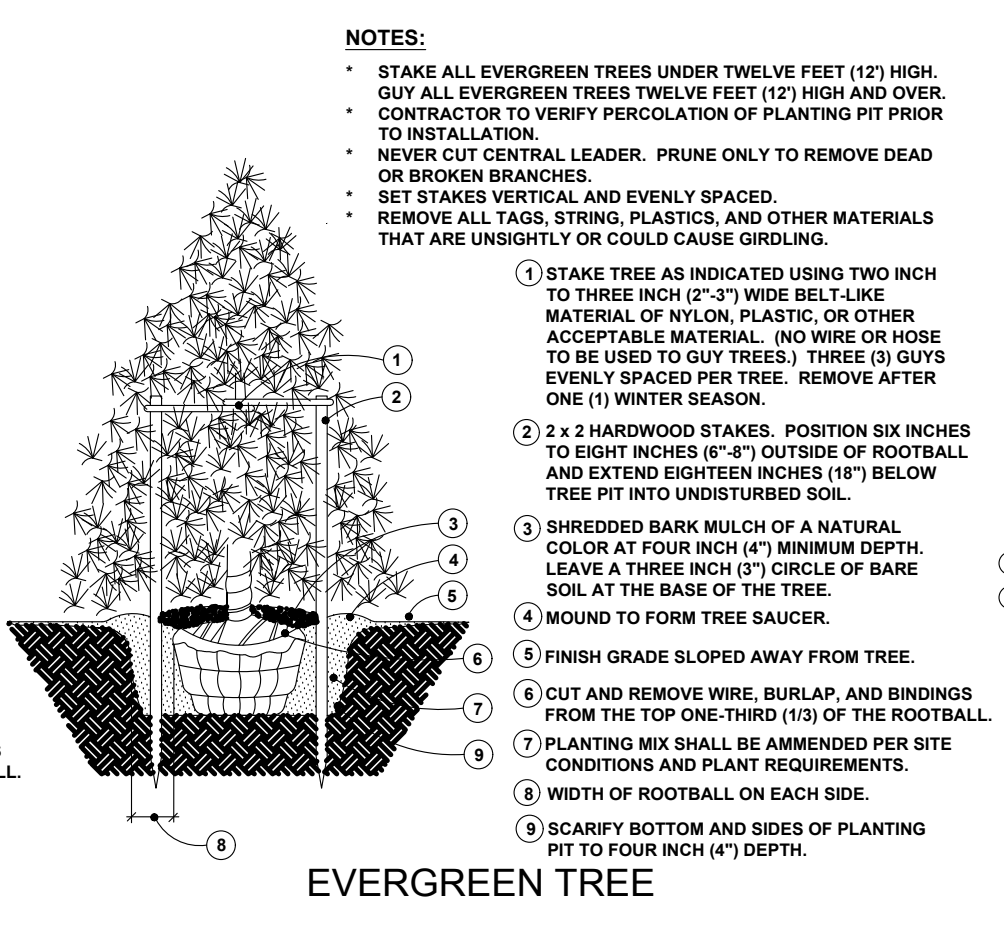 NOTES:
* STAKE ALL EVERGREEN TREES UNDER TWELVE FEET (12') HIGH.
GUY ALL EVERGREEN TREES TWELVE FEET (12') HIGH AND OVER.
* CONTRACTOR TO VERIFY PERCOLATION OF PLANTING PIT PRIOR
TO INSTALLATION.
* NEVER CUT CENTRAL LEADER. PRUNE ONLY TO REMOVE DEAD
OR BROKEN BRANCHES.
* SET STAKES VERTICAL AND EVENLY SPACED.
* REMOVE ALL TAGS, STRING, PLASTICS, AND OTHER MATERIALS
THAT ARE UNSIGHTLY OR COULD CAUSE GIRDLING.
1 STAKE TREE AS INDICATED USING TWO INCH
TO THREE INCH (2"-3") WIDE BELT-LIKE
MATERIAL OF NYLON, PLASTIC, OR OTHER
ACCEPTABLE MATERIAL. (NO WIRE OR HOSE
TO BE USED TO GUY TREES.) THREE (3) GUYS
EVENLY SPACED PER TREE. REMOVE AFTER
ONE (1) WINTER SEASON.
2 2 x 2 HARDWOOD STAKES. POSITION SIX INCHES
TO EIGHT INCHES (6"-8") OUTSIDE OF ROOTBALL
AND EXTEND EIGHTEEN INCHES (18") BELOW
TREE PIT INTO UNDISTURBED SOIL.
3 SHREDDED BARK MULCH OF A NATURAL
COLOR AT FOUR INCH (4") MINIMUM DEPTH.
LEAVE A THREE INCH (3") CIRCLE OF BARE
SOIL AT THE BASE OF THE TREE.
4 MOUND TO FORM TREE SAUCER.
5 FINISH GRADE SLOPED AWAY FROM TREE.
6 CUT AND REMOVE WIRE, BURLAP, AND BINDINGS
FROM THE TOP ONE-THIRD (1/3) OF THE ROOTBALL.
7 PLANTING MIX SHALL BE AMMENDED PER SITE
CONDITIONS AND PLANT REQUIREMENTS.
8 WIDTH OF ROOTBALL ON EACH SIDE.
9 SCARIFY BOTTOM AND SIDES OF PLANTING
PIT TO FOUR INCH (4") DEPTH.
1
2
3
4
5
6
7
9
8
LL.
EVERGREEN TREE